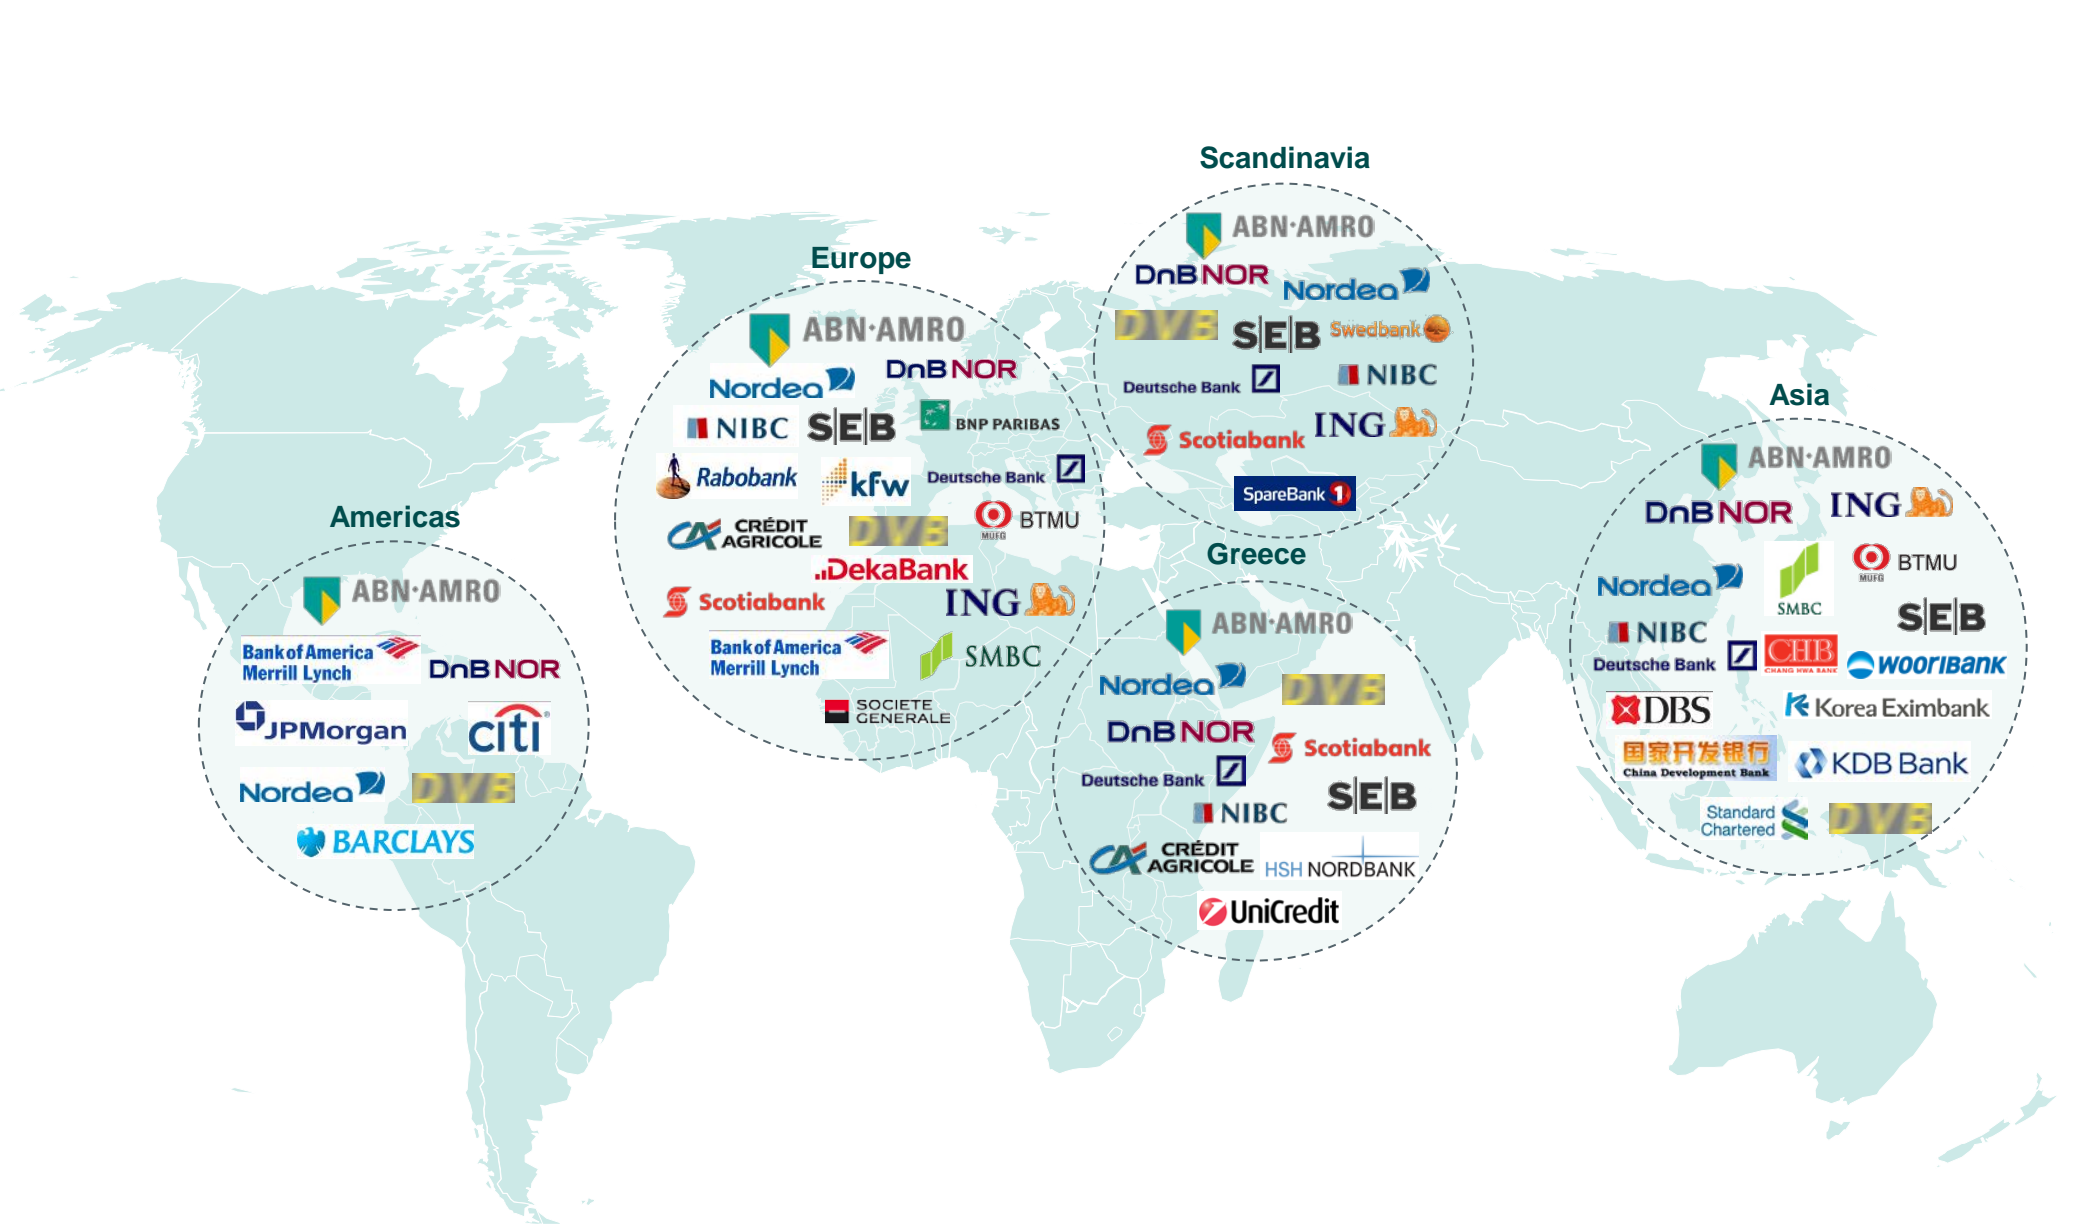 Scandinavia
ABN·AMRO
DnB NOR
Nordea
DVB
S|E|B
Swedbank
Deutsche Bank
NIBC
Scotiabank
ING
SpareBank 1
Europe
ABN·AMRO
Nordea
DnB NOR
NIBC
S|E|B
BNP PARIBAS
Rabobank
kfw
Deutsche Bank
CRÉDIT
AGRICOLE
DVB
BTMU
MUFG
DekaBank
Scotiabank
ING
Bank of America
Merrill Lynch
SMBC
SOCIETE
GENERALE
Americas
ABN·AMRO
Bank of America
Merrill Lynch
DnB NOR
JPMorgan
citi
Nordea
DVB
BARCLAYS
Greece
ABN·AMRO
Nordea
DVB
DnB NOR
Scotiabank
Deutsche Bank
S|E|B
NIBC
CRÉDIT
AGRICOLE
HSH NORDBANK
UniCredit
Asia
ABN·AMRO
DnB NOR
ING
Nordea
SMBC
BTMU
MUFG
S|E|B
NIBC
Deutsche Bank
CHB
CHANG HWA BANK
WOORIBANK
DBS
Korea Eximbank
国家开发银行
China Development Bank
KDB Bank
Standard
Chartered
DVB